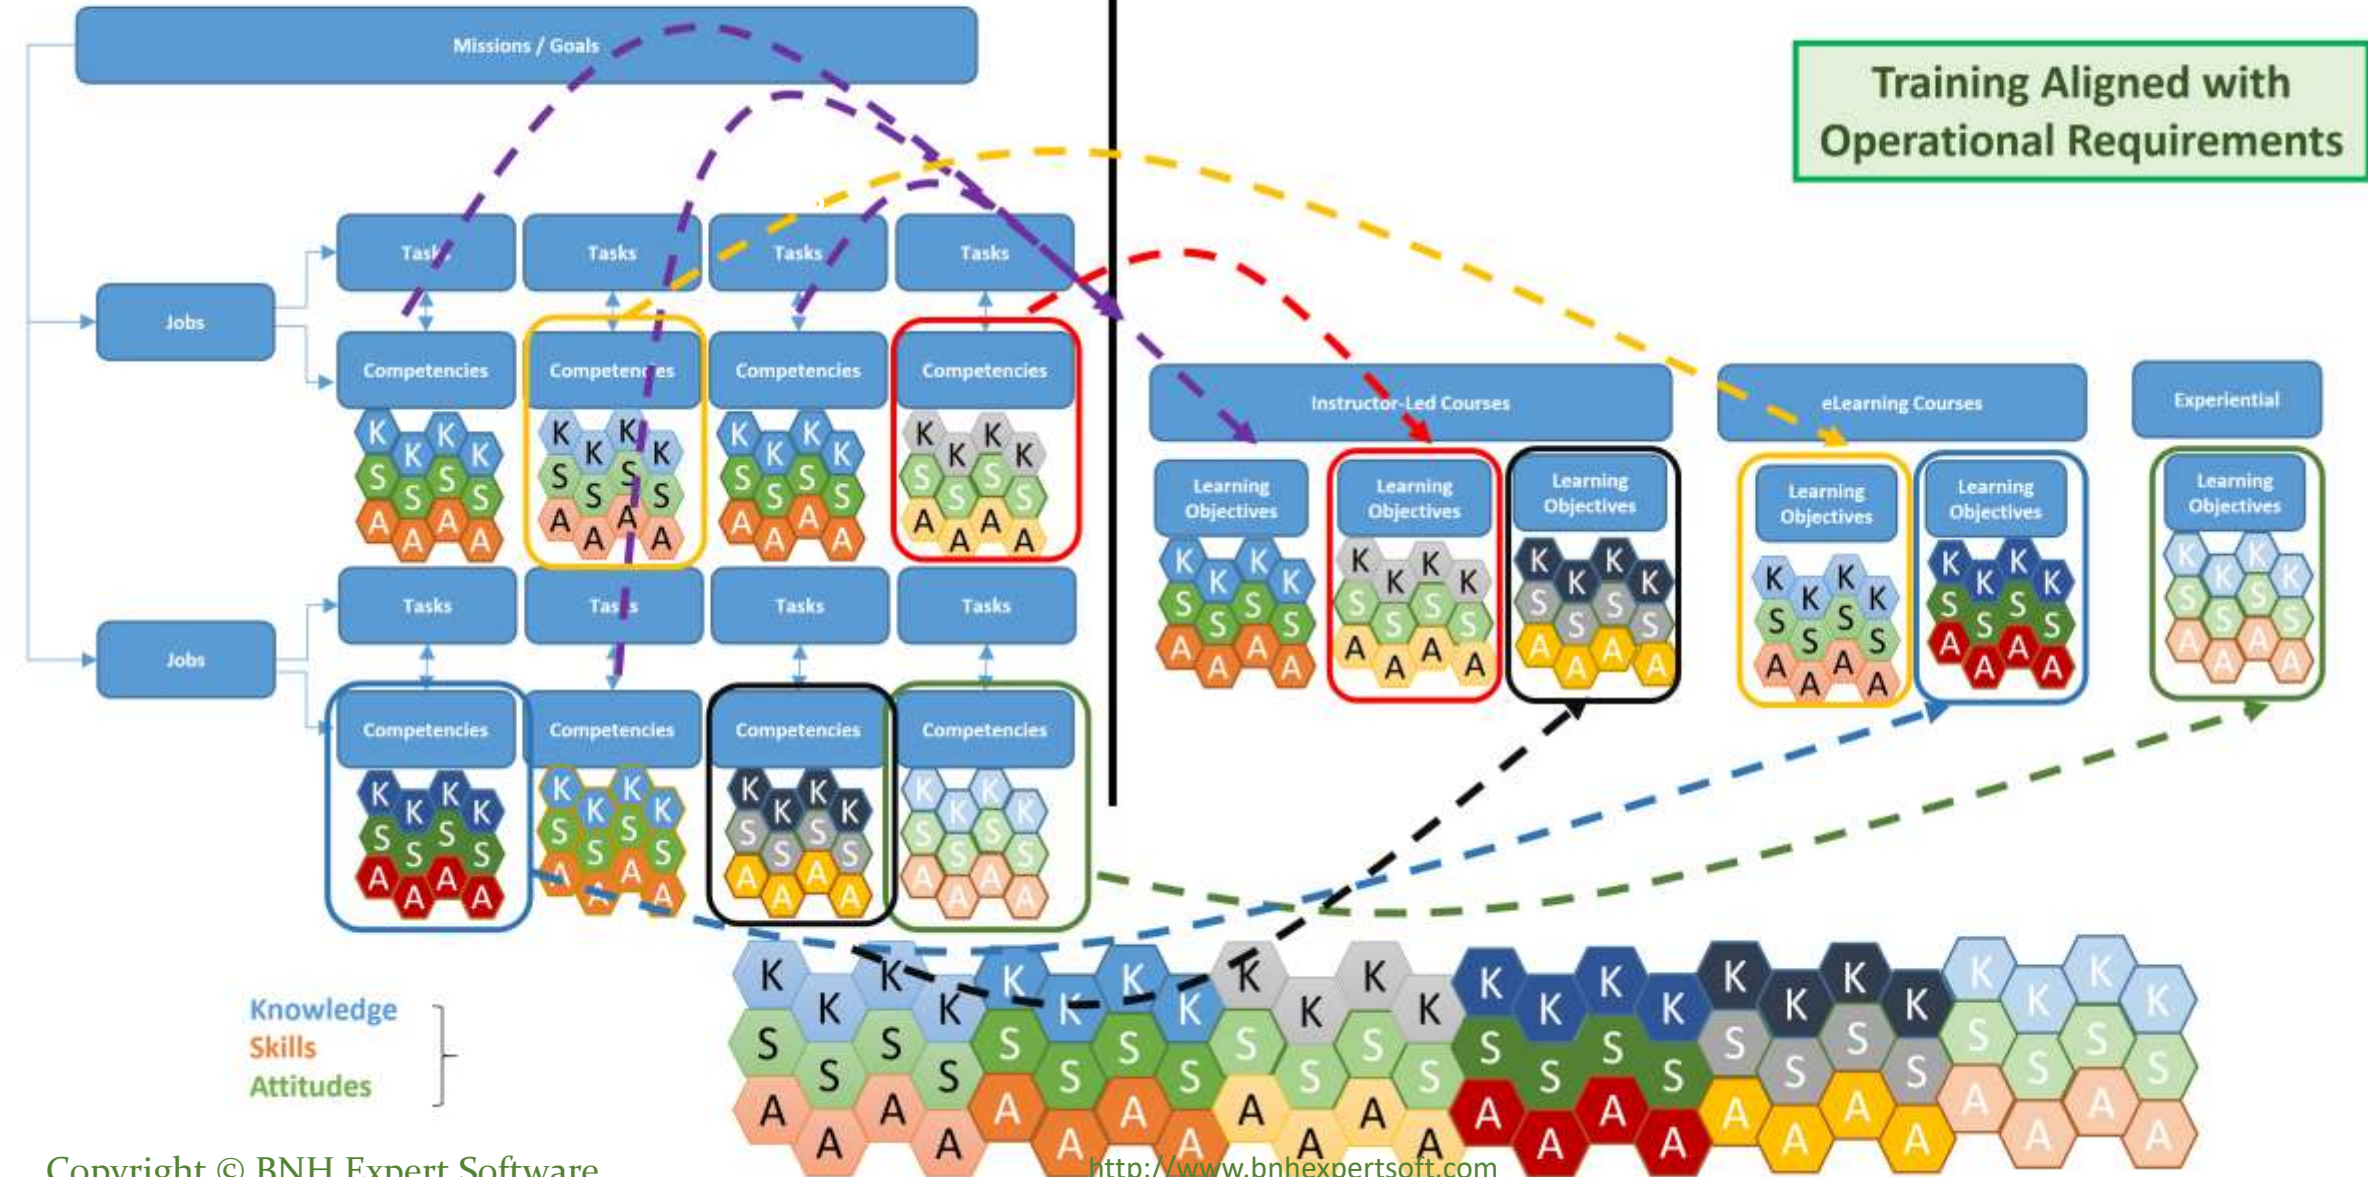 Missions / Goals
Training Aligned with
Operational Requirements
Tasks
Tasks
Tasks
Tasks
Jobs
Competencies
Competencies
Competencies
Competencies
K K K K
S S S S
A A A A
K K K K
S S S S
A A A A
K K K K
S S S S
A A A A
K K K K
S S S S
A A A A
Tasks
Tasks
Tasks
Tasks
Jobs
Competencies
Competencies
Competencies
Competencies
K K K K
S S S S
A A A A
K K K K
S S S S
A A A A
K K K K
S S S S
A A A A
K K K K
S S S S
A A A A
Instructor-Led Courses
eLearning Courses
Experiential
Learning
Objectives
K K K K
S S S S
A A A A
Learning
Objectives
K K K K
S S S S
A A A A
Learning
Objectives
K K K K
S S S S
A A A A
Learning
Objectives
K K K K
S S S S
A A A A
Learning
Objectives
K K K K
S S S S
A A A A
Learning
Objectives
K K K K
S S S S
A A A A
Knowledge
Skills
Attitudes
K K K K K K K K K K K K K K K K K K K K K K K K
S S S S S S S S S S S S S S S S S S S S S S S S
A A A A A A A A A A A A A A A A A A A A A A A A
Copyright © BNH Expert Software
http://www.bnhexpertsoft.com